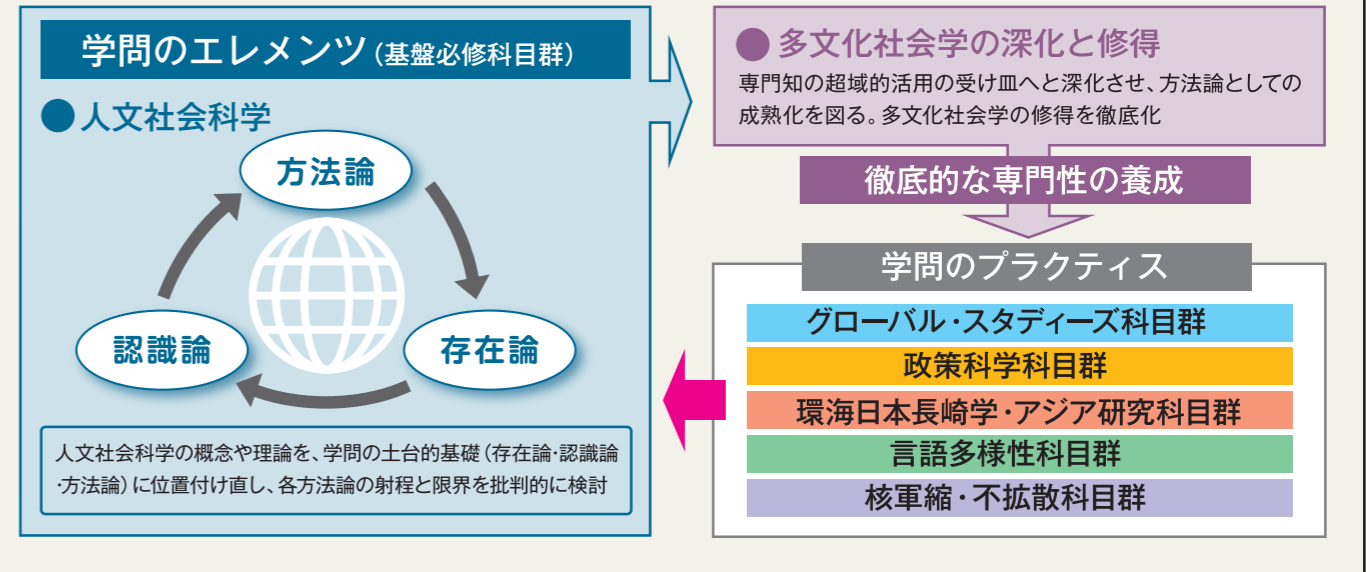 学問のエレメンツ(基盤必修科目群)
●人文社会科学
方法論
認識論
存在論
人文社会科学の概念や理論を、学問の土台的基礎(存在論・認識論
・方法論)に位置付け直し、各方法論の射程と限界を批判的に検討
●多文化社会学の深化と修得
専門知の超域的活用の受け皿へと深化させ、方法論としての
成熟化を図る。多文化社会学の修得を徹底化
徹底的な専門性の養成
学問のプラクティス
グローバル・スタディーズ科目群
政策科学科目群
環海日本長崎学・アジア研究科目群
言語多様性科目群
核軍縮・不拡散科目群